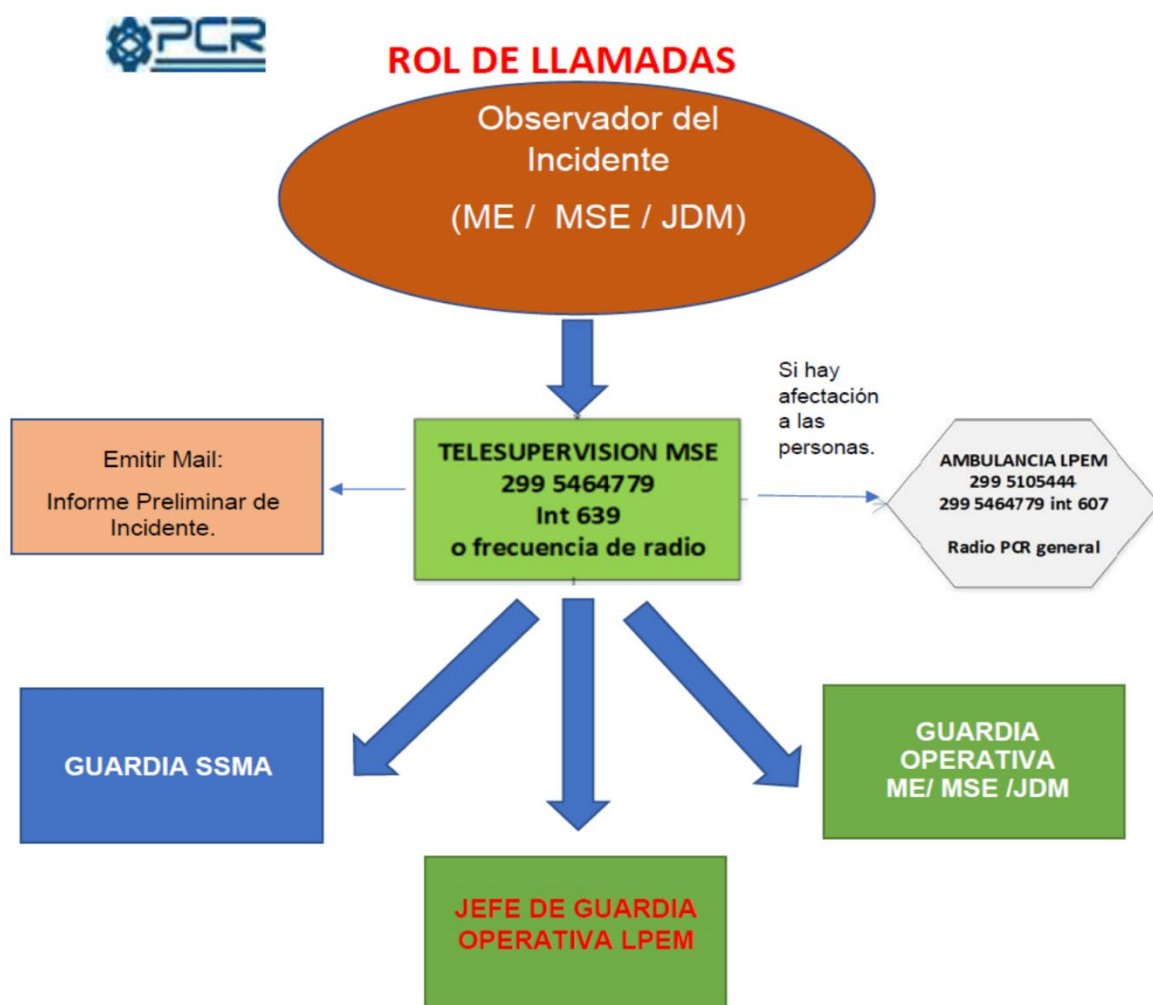 PCR
ROL DE LLAMADAS
Observador del
Incidente
(ME / MSE / JDM)
Si hay
afectación
a las
personas.
Emitir Mail:
Informe Preliminar de
Incidente.
TELESUPERVISION MSE
299 5464779
Int 639
o frecuencia de radio
AMBULANCIA LPEM
299 5105444
299 5464779 int 607
Radio PCR general
GUARDIA SSMA
GUARDIA
OPERATIVA
ME/ MSE /JDM
JEFE DE GUARDIA
OPERATIVA LPEM